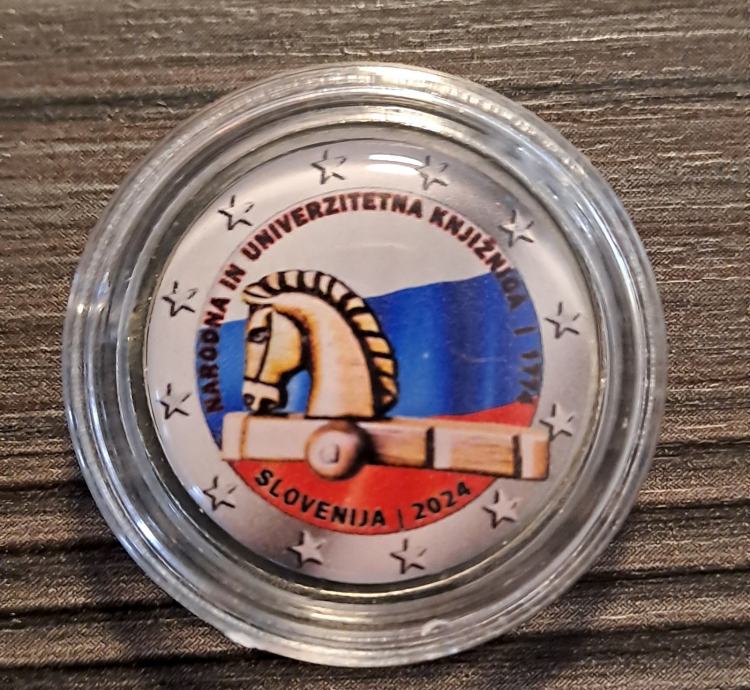 NARODNA IN UNIVERZITETNA KNJIŽNICA | 1774
SLOVENIJA | 2024